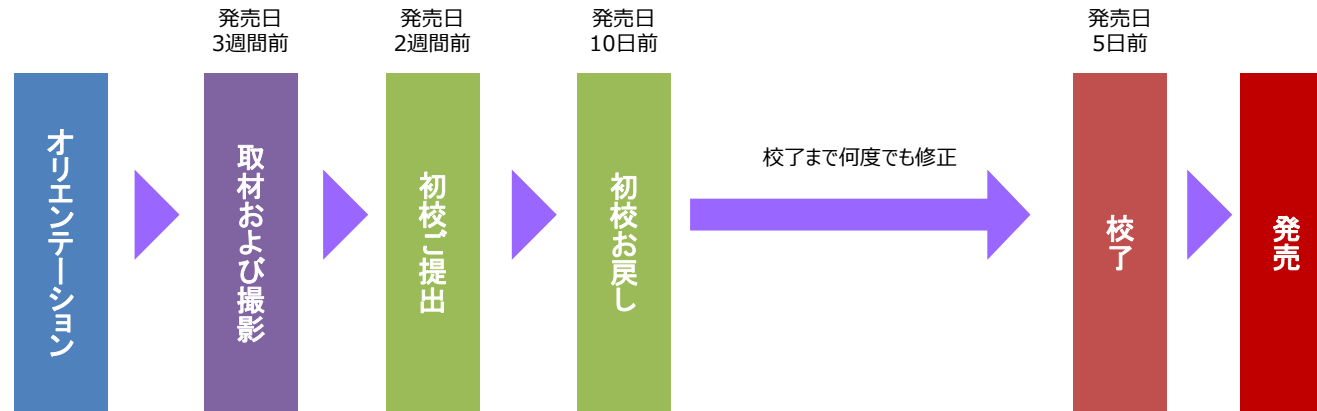 発売日
3週間前
発売日
2週間前
発売日
10日前
発売日
5日前
オリエンテーション
取材および撮影
初校ご提出
初校お戻し
校了まで何度でも修正
校了
発売